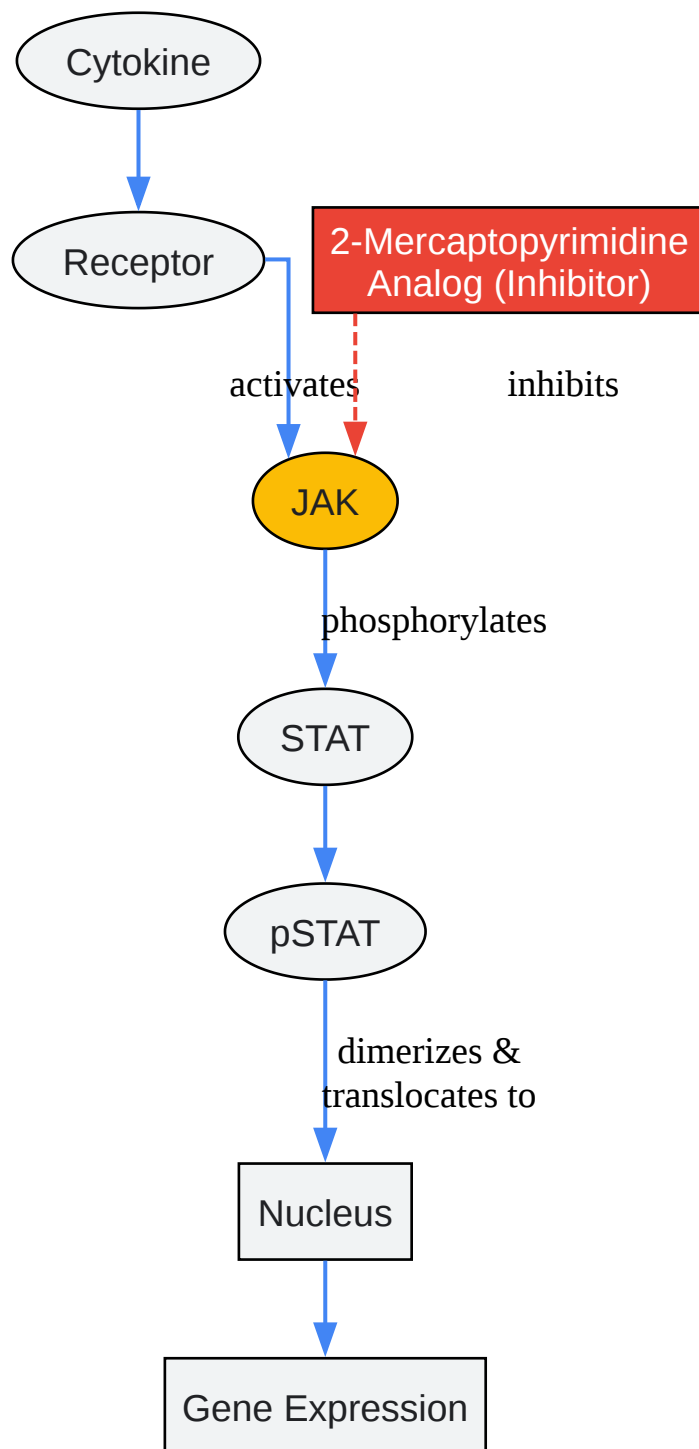 Cytokine
Receptor
2-Mercaptopyrimidine
Analog (Inhibitor)
activates
inhibits
JAK
phosphorylates
STAT
pSTAT
dimerizes &
translocates to
Nucleus
Gene Expression